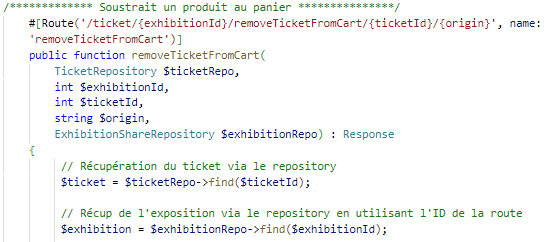 /************* Soustrait un produit au panier ***************/
#[Route('/ticket/{exhibitionId}/removeTicketFromCart/{ticketId}/{origin}', name:
'removeTicketFromCart')]
public function removeTicketFromCart(
TicketRepository $ticketRepo,
int $exhibitionId,
int $ticketId,
string $origin,
ExhibitionShareRepository $exhibitionRepo) : Response
{
// Récupération du ticket via le repository
$ticket = $ticketRepo->find($ticketId);
// Récup de l'exposition via le repository en utilisant l'ID de la route
$exhibition = $exhibitionRepo->find($exhibitionId);